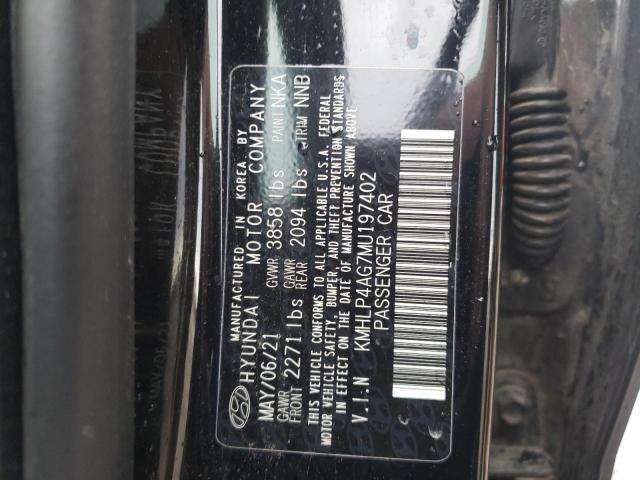 MANUFACTURED IN KOREA BY
HYUNDAI MOTOR COMPANY
MAY/06/21 GVWR 3858 lbs PAINT NKA
GAWR FRONT 2271 lbs GAWR REAR 2094 lbs TRIM NNB
THIS VEHICLE CONFORMS TO ALL APPLICABLE U.S.A. FEDERAL
MOTOR VEHICLE SAFETY, BUMPER, AND THEFT PREVENTION STANDARDS
IN EFFECT ON THE DATE OF MANUFACTURE SHOWN ABOVE
V.I.N KMHLP4AG7MU197402
PASSENGER CAR